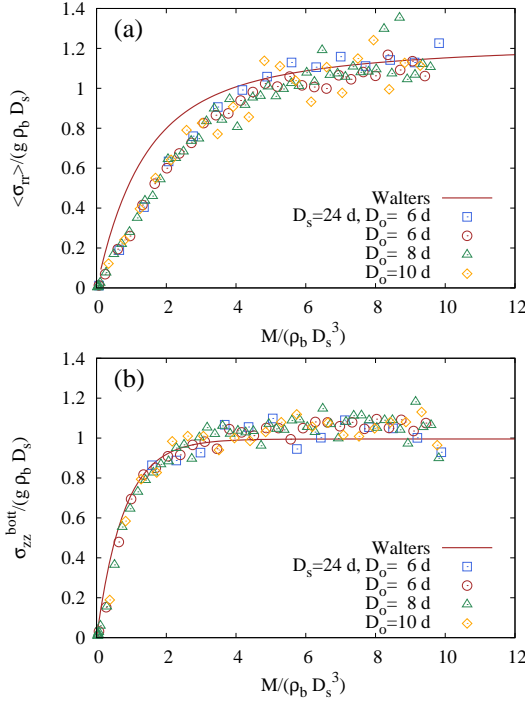 (a)
1.4
1.2
1
0.8
0.6
0.4
0.2
0
<σrr>/(g ρb Ds)
Walters
Ds=24 d, Do= 6 d
Do= 6 d
Do= 8 d
Do=10 d
0 2 4 6 8 10 12
M/(ρb Ds³)
(b)
1.4
1.2
1
0.8
0.6
0.4
0.2
0
σzz^bott/(g ρb Ds)
Walters
Ds=24 d, Do= 6 d
Do= 6 d
Do= 8 d
Do=10 d
0 2 4 6 8 10 12
M/(ρb Ds³)